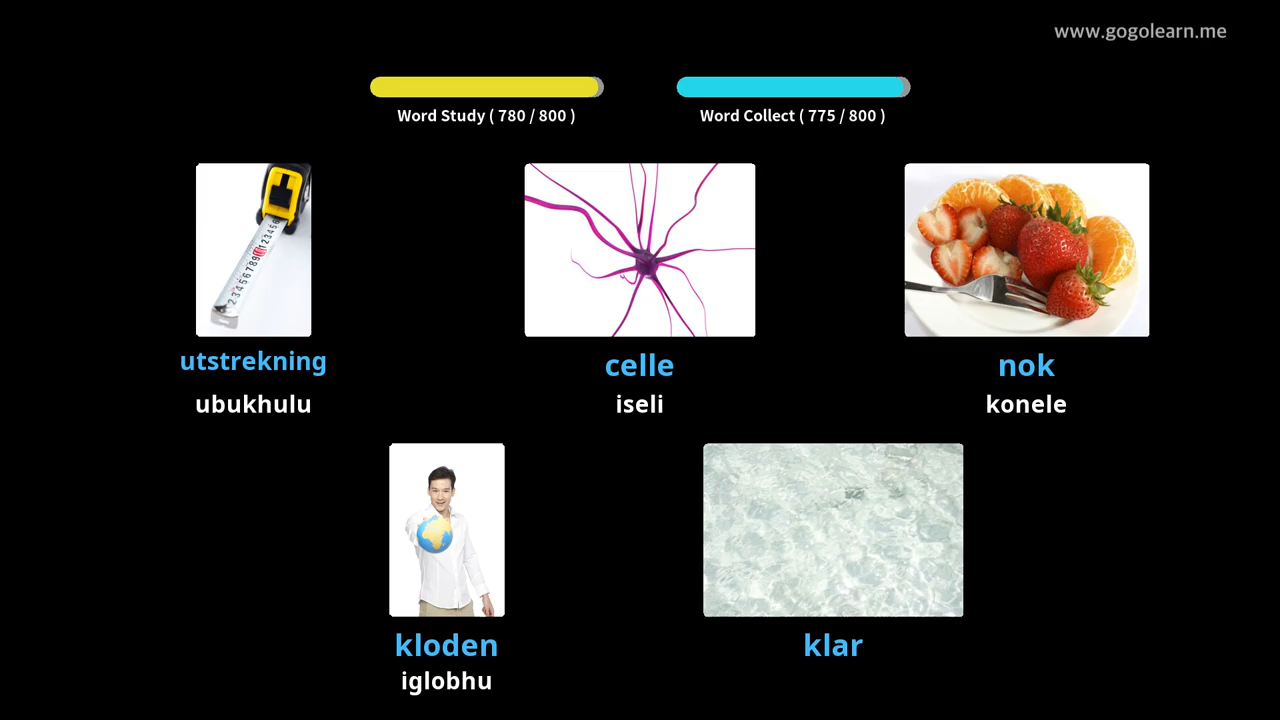 www.gogolearn.me
Word Study ( 780 / 800 )
Word Collect ( 775 / 800 )
utstrekning
ubukhulu
celle
iseli
nok
konele
kloden
iglobhu
klar